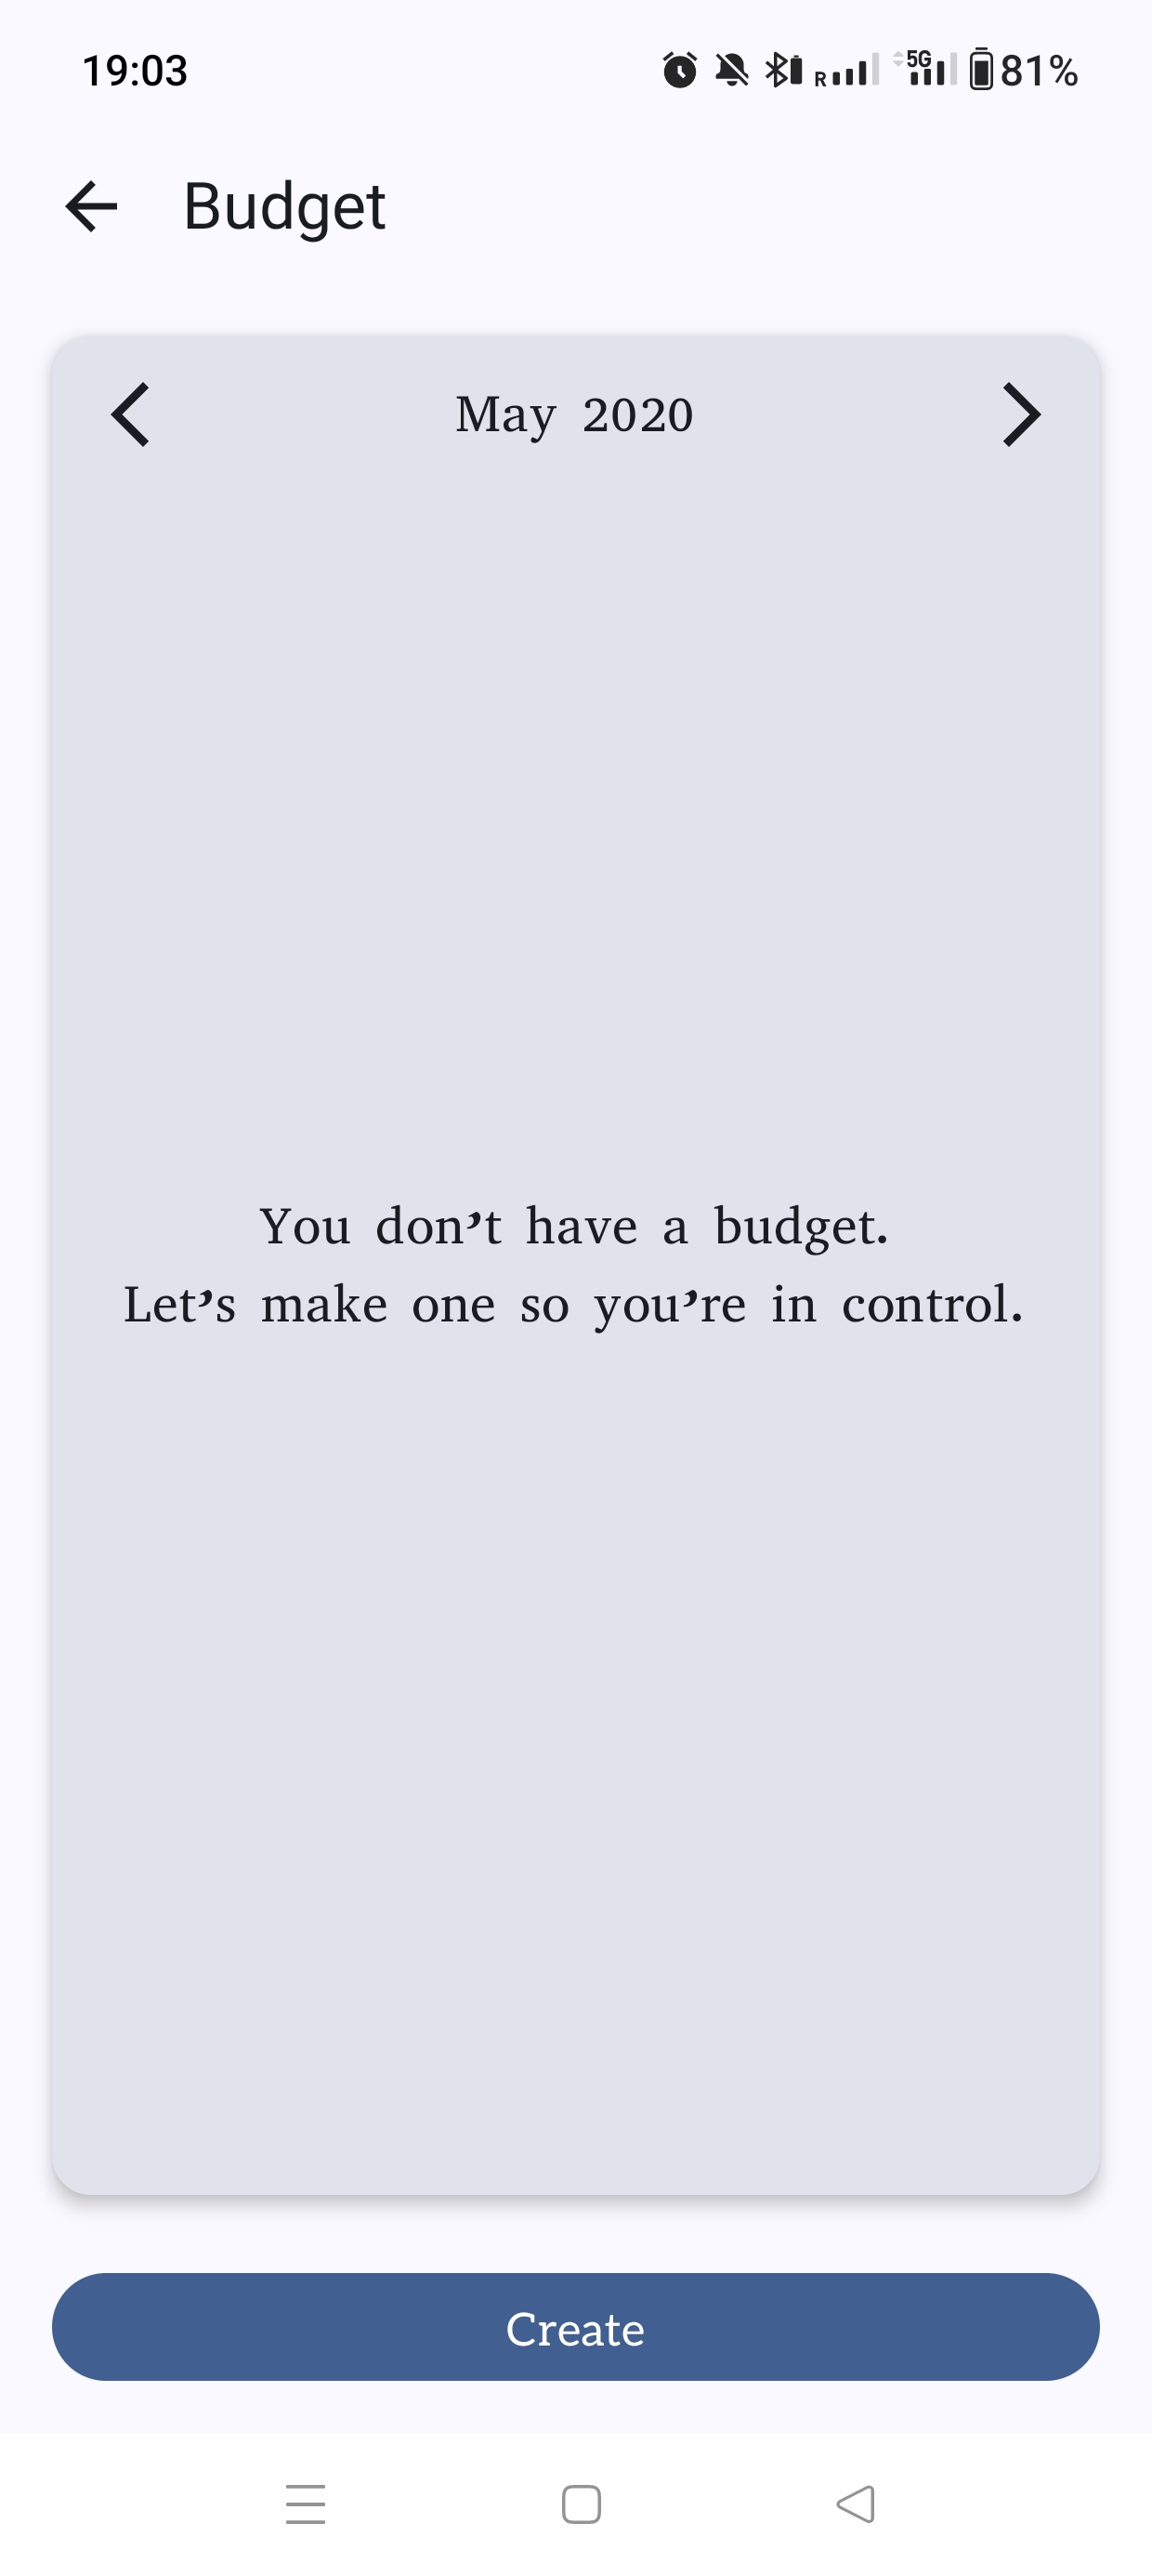 19:03
R 5G 81%
Budget
May 2020
You don't have a budget.
Let's make one so you're in control.
Create